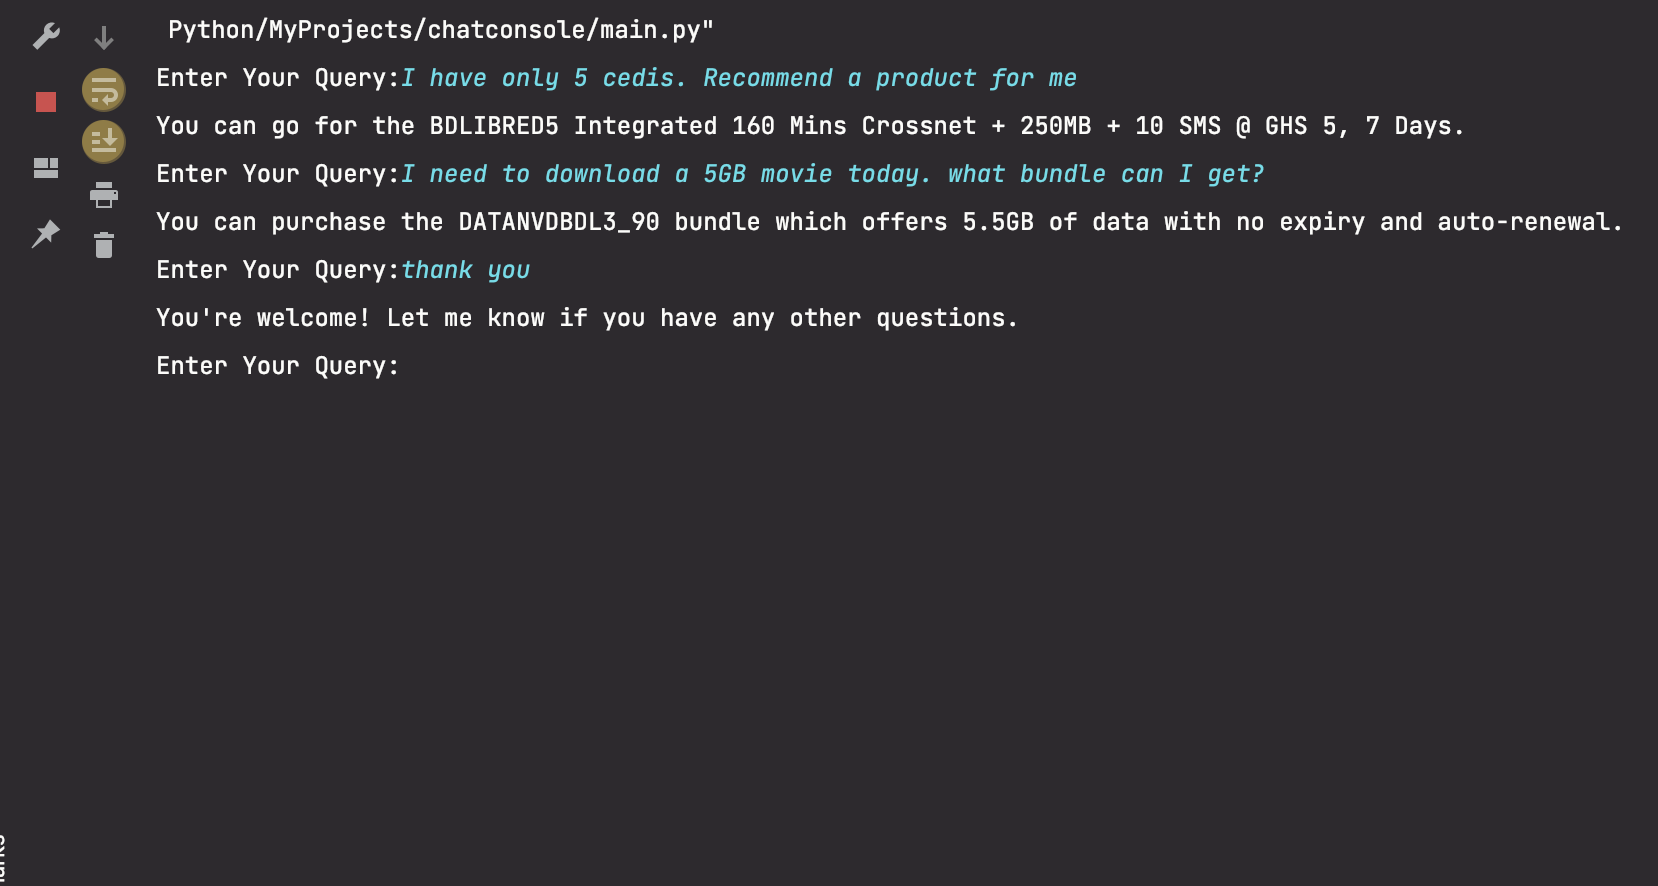 Python/MyProjects/chatconsole/main.py"
Enter Your Query:I have only 5 cedis. Recommend a product for me
You can go for the BDLIBRED5 Integrated 160 Mins Crossnet + 250MB + 10 SMS @ GHS 5, 7 Days.
Enter Your Query:I need to download a 5GB movie today. what bundle can I get?
You can purchase the DATANVDBDL3_90 bundle which offers 5.5GB of data with no expiry and auto-renewal.
Enter Your Query:thank you
You're welcome! Let me know if you have any other questions.
Enter Your Query: